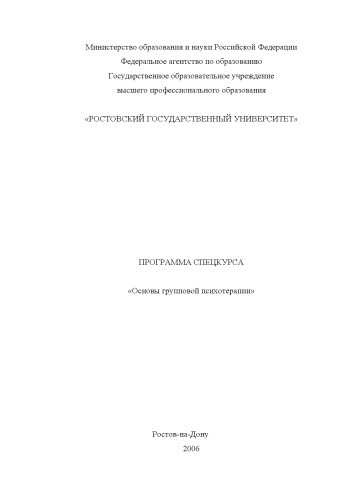 Министерство образования и науки Российской Федерации
Федеральное агентство по образованию
Государственное образовательное учреждение
высшего профессионального образования
«РОСТОВСКИЙ ГОСУДАРСТВЕННЫЙ УНИВЕРСИТЕТ»
ПРОГРАММА СПЕЦКУРСА
«Основы групповой психотерапии»
Ростов-на-Дону
2006